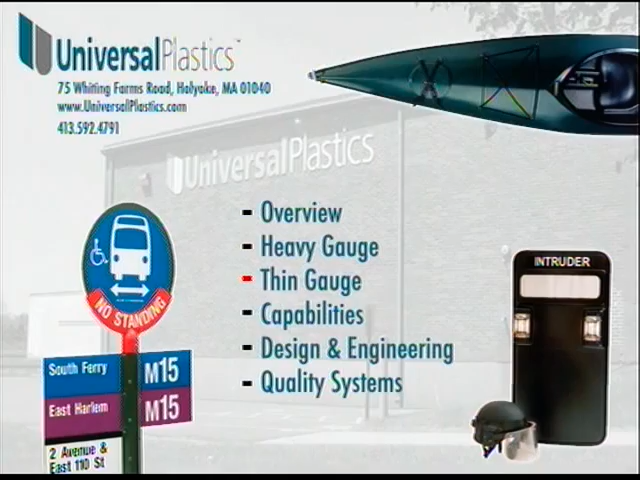 UniversalPlastics™
75 Whiting Farms Road, Holyoke, MA 01040
www.UniversalPlastics.com
413.592.4791
UniversalPlastics
- Overview
- Heavy Gauge
- Thin Gauge
- Capabilities
- Design & Engineering
- Quality Systems
INTRUDER
NO STANDING
South Ferry M15
East Harlem M15
2 Avenue &
East 110 St